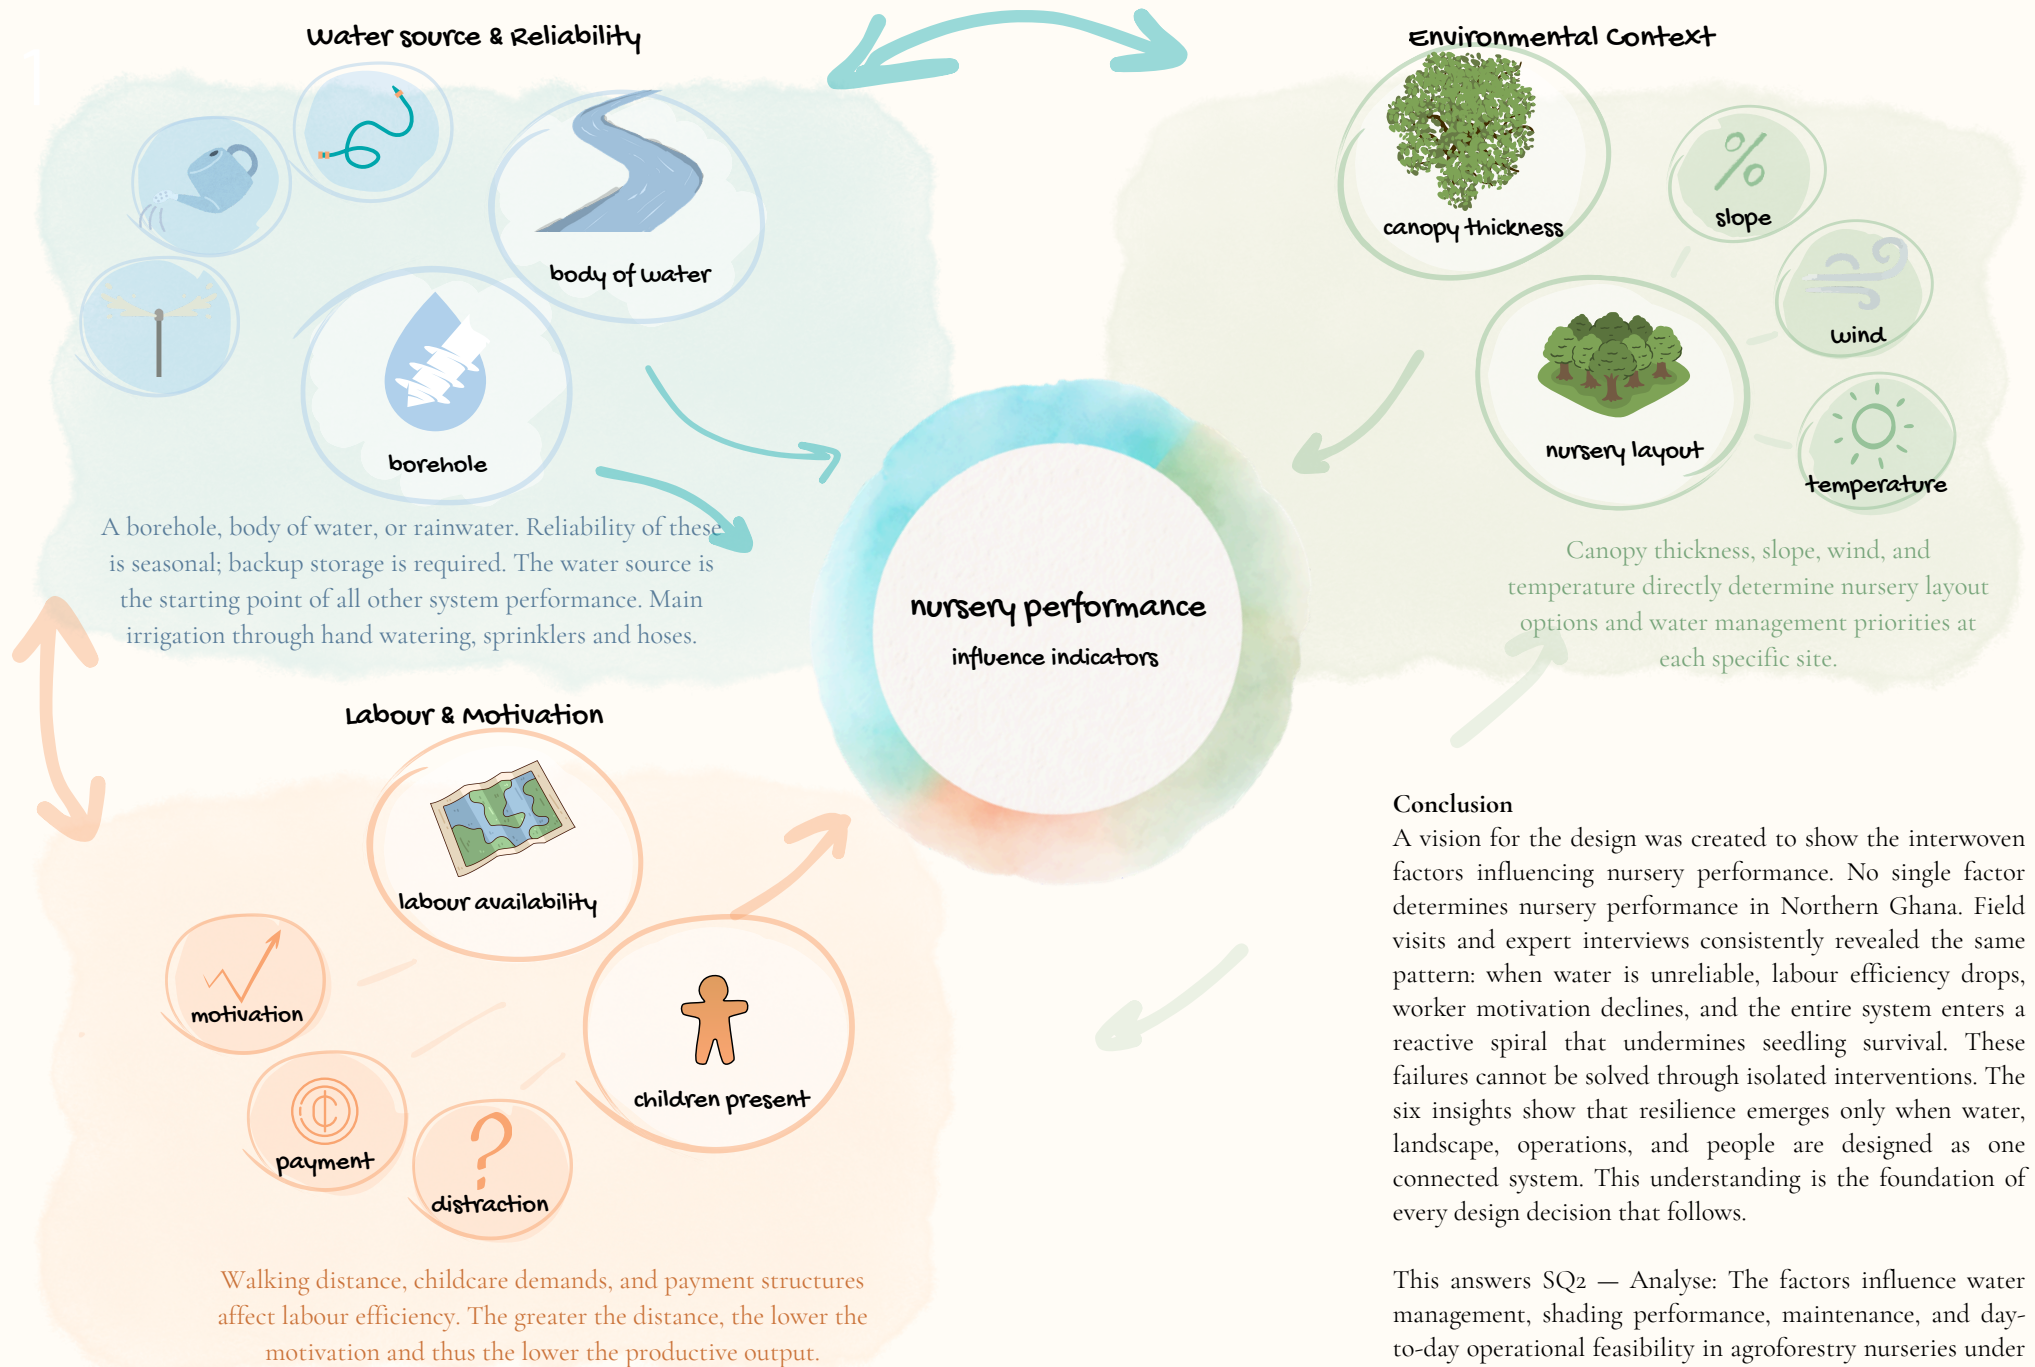 1
Water source & Reliability
body of water
borehole
A borehole, body of water, or rainwater. Reliability of these
is seasonal; backup storage is required. The water source is
the starting point of all other system performance. Main
irrigation through hand watering, sprinklers and hoses.
Environmental Context
canopy thickness
slope
wind
nursery layout
temperature
Canopy thickness, slope, wind, and
temperature directly determine nursery layout
options and water management priorities at
each specific site.
nursery performance
influence indicators
Labour & Motivation
labour availability
motivation
children present
payment
distraction
Walking distance, childcare demands, and payment structures
affect labour efficiency. The greater the distance, the lower the
motivation and thus the lower the productive output.
Conclusion
A vision for the design was created to show the interwoven
factors influencing nursery performance. No single factor
determines nursery performance in Northern Ghana. Field
visits and expert interviews consistently revealed the same
pattern: when water is unreliable, labour efficiency drops,
worker motivation declines, and the entire system enters a
reactive spiral that undermines seedling survival. These
failures cannot be solved through isolated interventions. The
six insights show that resilience emerges only when water,
landscape, operations, and people are designed as one
connected system. This understanding is the foundation of
every design decision that follows.
This answers SQ2 — Analyse: The factors influence water
management, shading performance, maintenance, and day-
to-day operational feasibility in agroforestry nurseries under